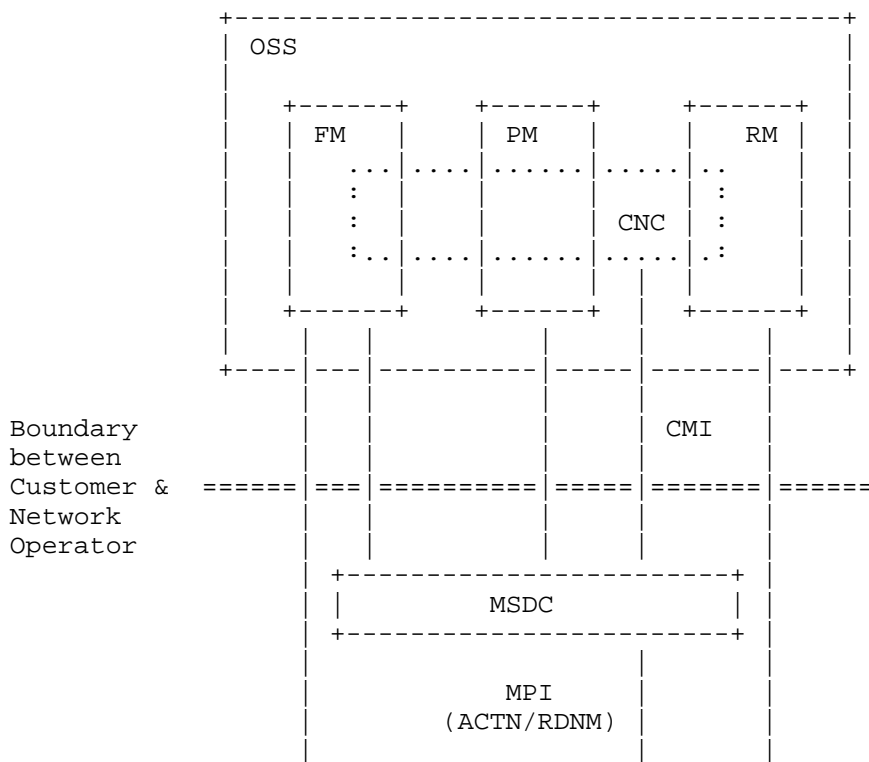 OSS
FM PM RM
CNC
CMI
Boundary
between
Customer &
Network
Operator
MSDC
MPI
(ACTN/RDNM)